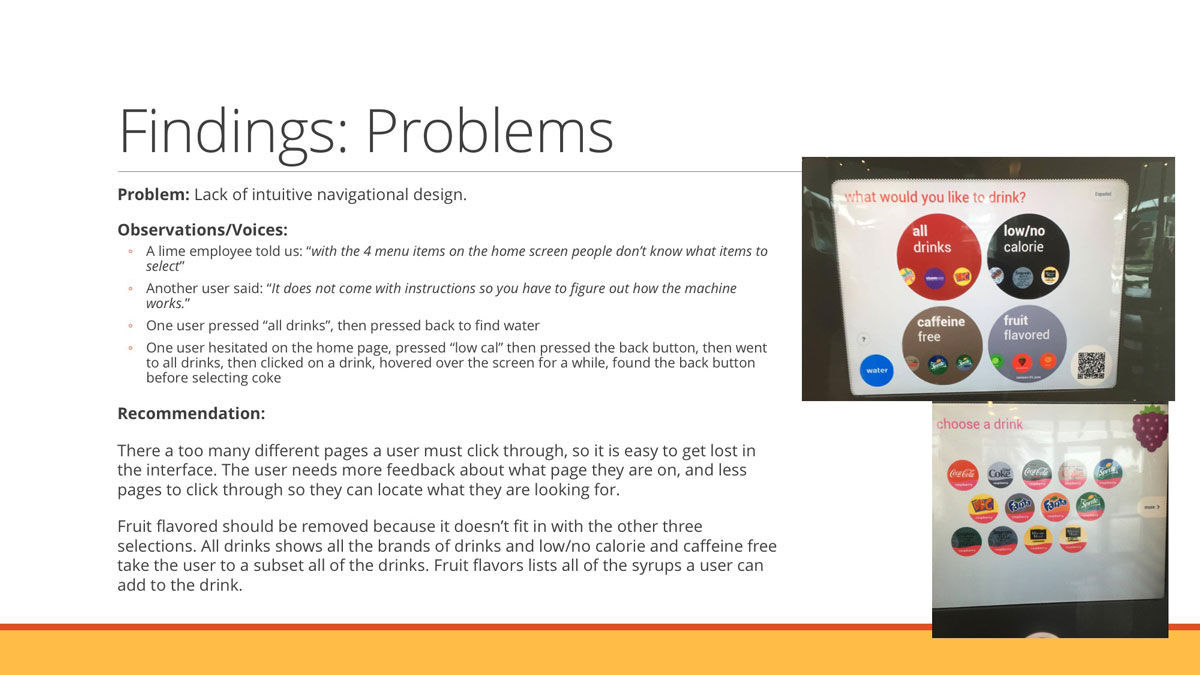 Findings: Problems
Problem: Lack of intuitive navigational design.
Observations/Voices:
A lime employee told us: “with the 4 menu items on the home screen people don’t know what items to
select”
Another user said: “It does not come with instructions so you have to figure out how the machine
works.”
One user pressed “all drinks”, then pressed back to find water
One user hesitated on the home page, pressed “low cal” then pressed the back button, then went
to all drinks, then clicked on a drink, hovered over the screen for a while, found the back button
before selecting coke
Recommendation:
There a too many different pages a user must click through, so it is easy to get lost in
the interface. The user needs more feedback about what page they are on, and less
pages to click through so they can locate what they are looking for.
Fruit flavored should be removed because it doesn’t fit in with the other three
selections. All drinks shows all the brands of drinks and low/no calorie and caffeine free
take the user to a subset all of the drinks. Fruit flavors lists all of the syrups a user can
add to the drink.
what would you like to drink?
Español
all
drinks
low/no
calorie
caffeine
free
fruit
flavored
?
water
choose a drink
Coca-Cola
Coke
Coca-Cola
Sprite
Fanta
Fanta
Sprite
more >